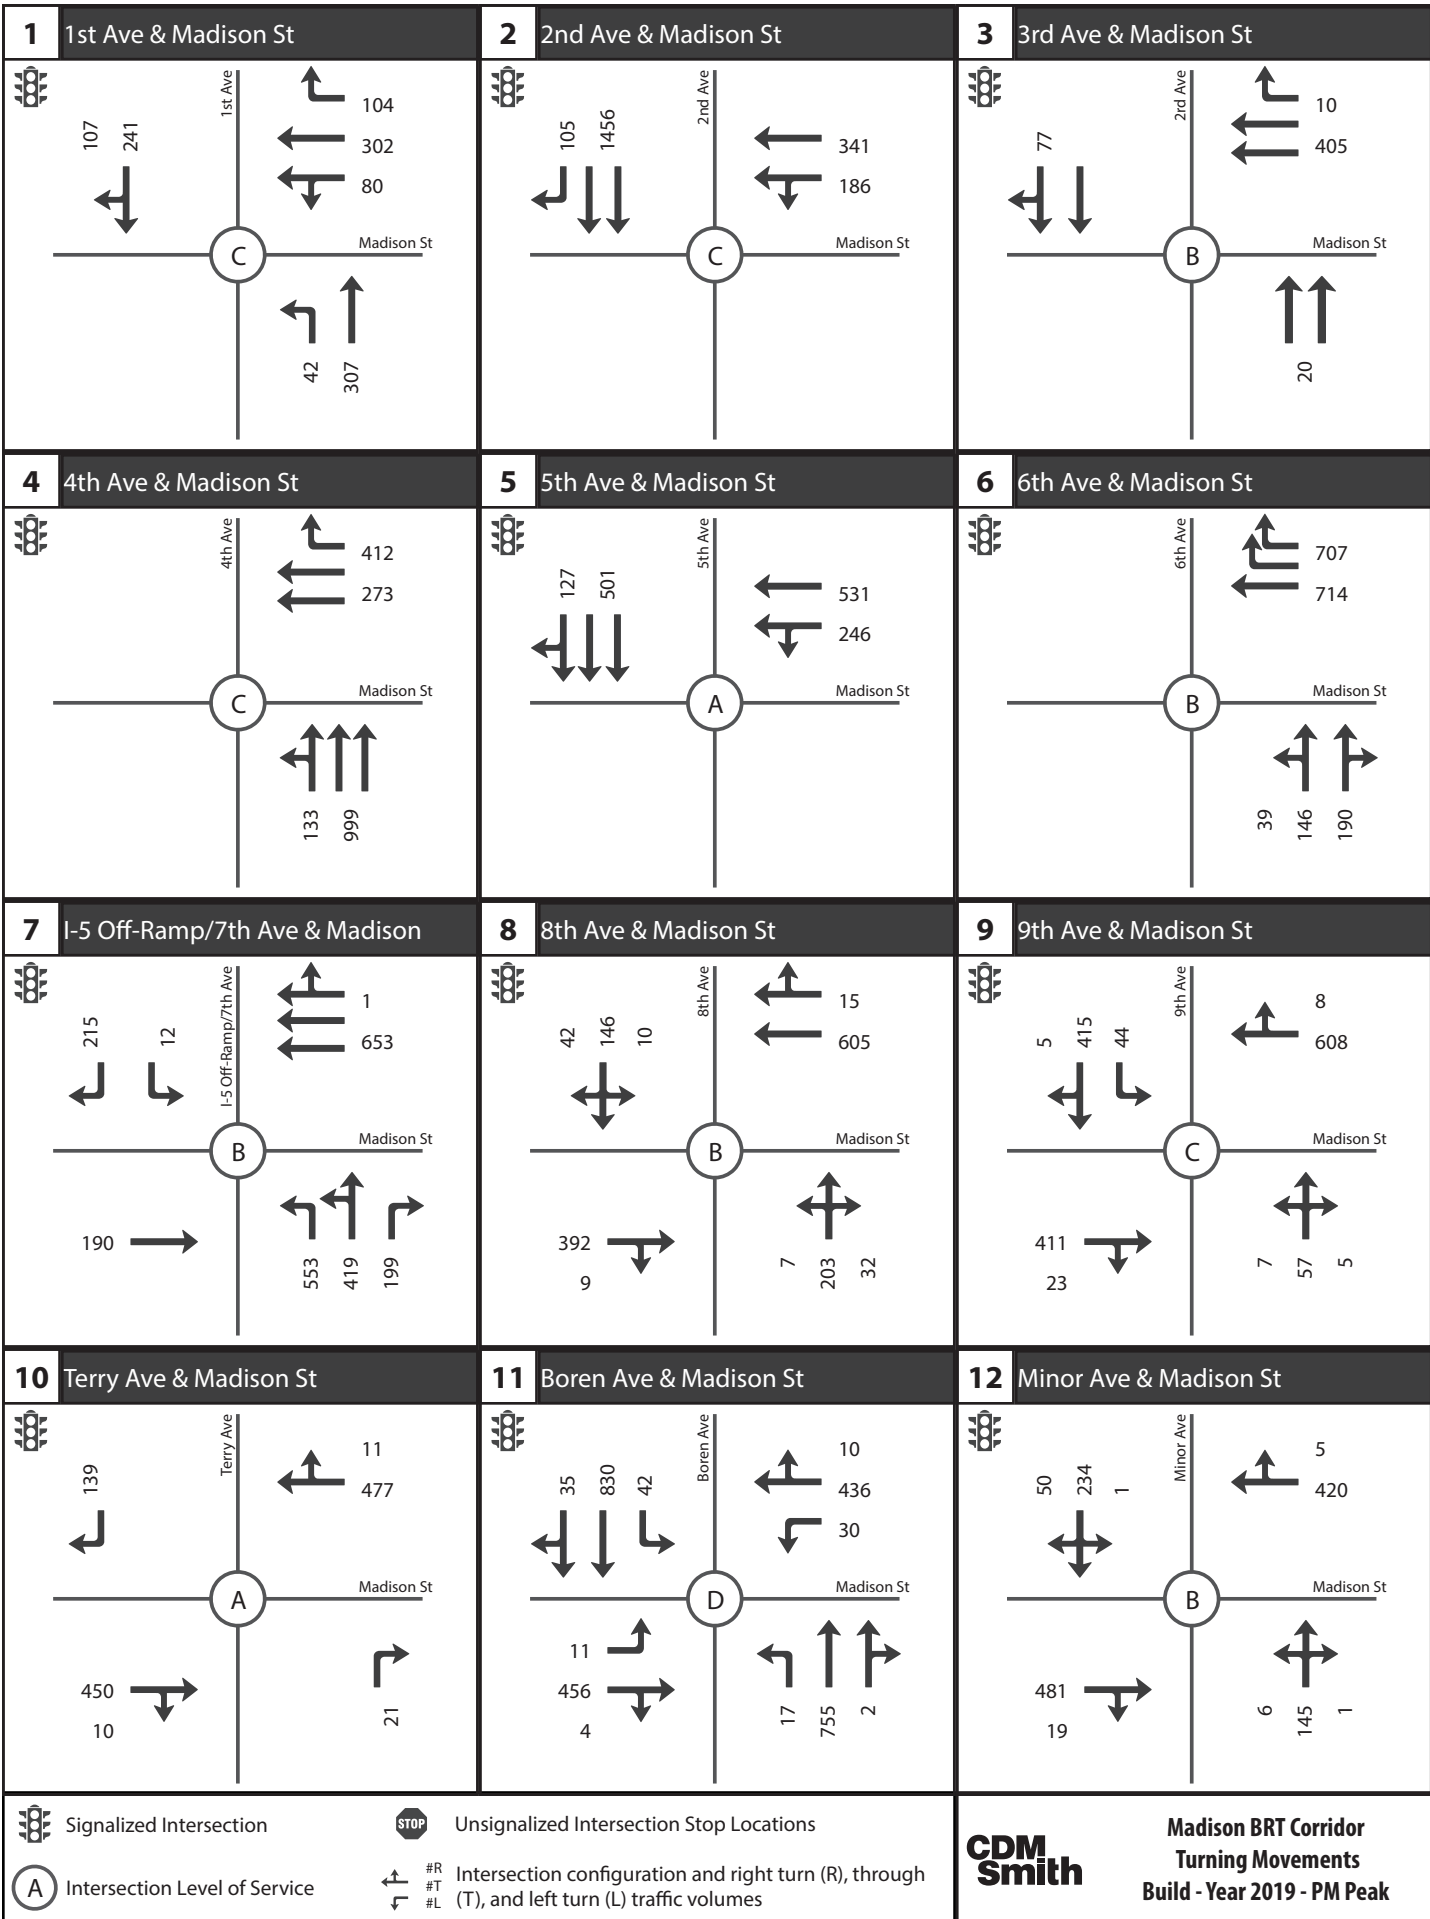 1 1st Ave & Madison St
1st Ave
104
302
80
107
241
C
Madison St
42
307
2 2nd Ave & Madison St
2nd Ave
341
186
105
1456
C
Madison St
3 3rd Ave & Madison St
2rd Ave
10
405
77
B
Madison St
20
4 4th Ave & Madison St
4th Ave
412
273
C
Madison St
133
999
5 5th Ave & Madison St
5th Ave
531
246
127
501
A
Madison St
6 6th Ave & Madison St
6th Ave
707
714
B
Madison St
39
146
190
7 I-5 Off-Ramp/7th Ave & Madison
I-5 Off-Ramp/7th Ave
1
653
215
12
B
Madison St
190
553
419
199
8 8th Ave & Madison St
8th Ave
15
605
42
146
10
B
Madison St
392
9
7
203
32
9 9th Ave & Madison St
9th Ave
8
608
5
415
44
C
Madison St
411
23
7
57
5
10 Terry Ave & Madison St
Terry Ave
11
477
139
A
Madison St
450
10
21
11 Boren Ave & Madison St
Boren Ave
10
436
30
35
830
42
D
Madison St
11
456
4
17
755
2
12 Minor Ave & Madison St
Minor Ave
5
420
50
234
1
B
Madison St
481
19
6
145
1
Signalized Intersection
STOP Unsignalized Intersection Stop Locations
A Intersection Level of Service
#R
#T
#L
Intersection configuration and right turn (R), through
(T), and left turn (L) traffic volumes
CDM
Smith
Madison BRT Corridor
Turning Movements
Build - Year 2019 - PM Peak